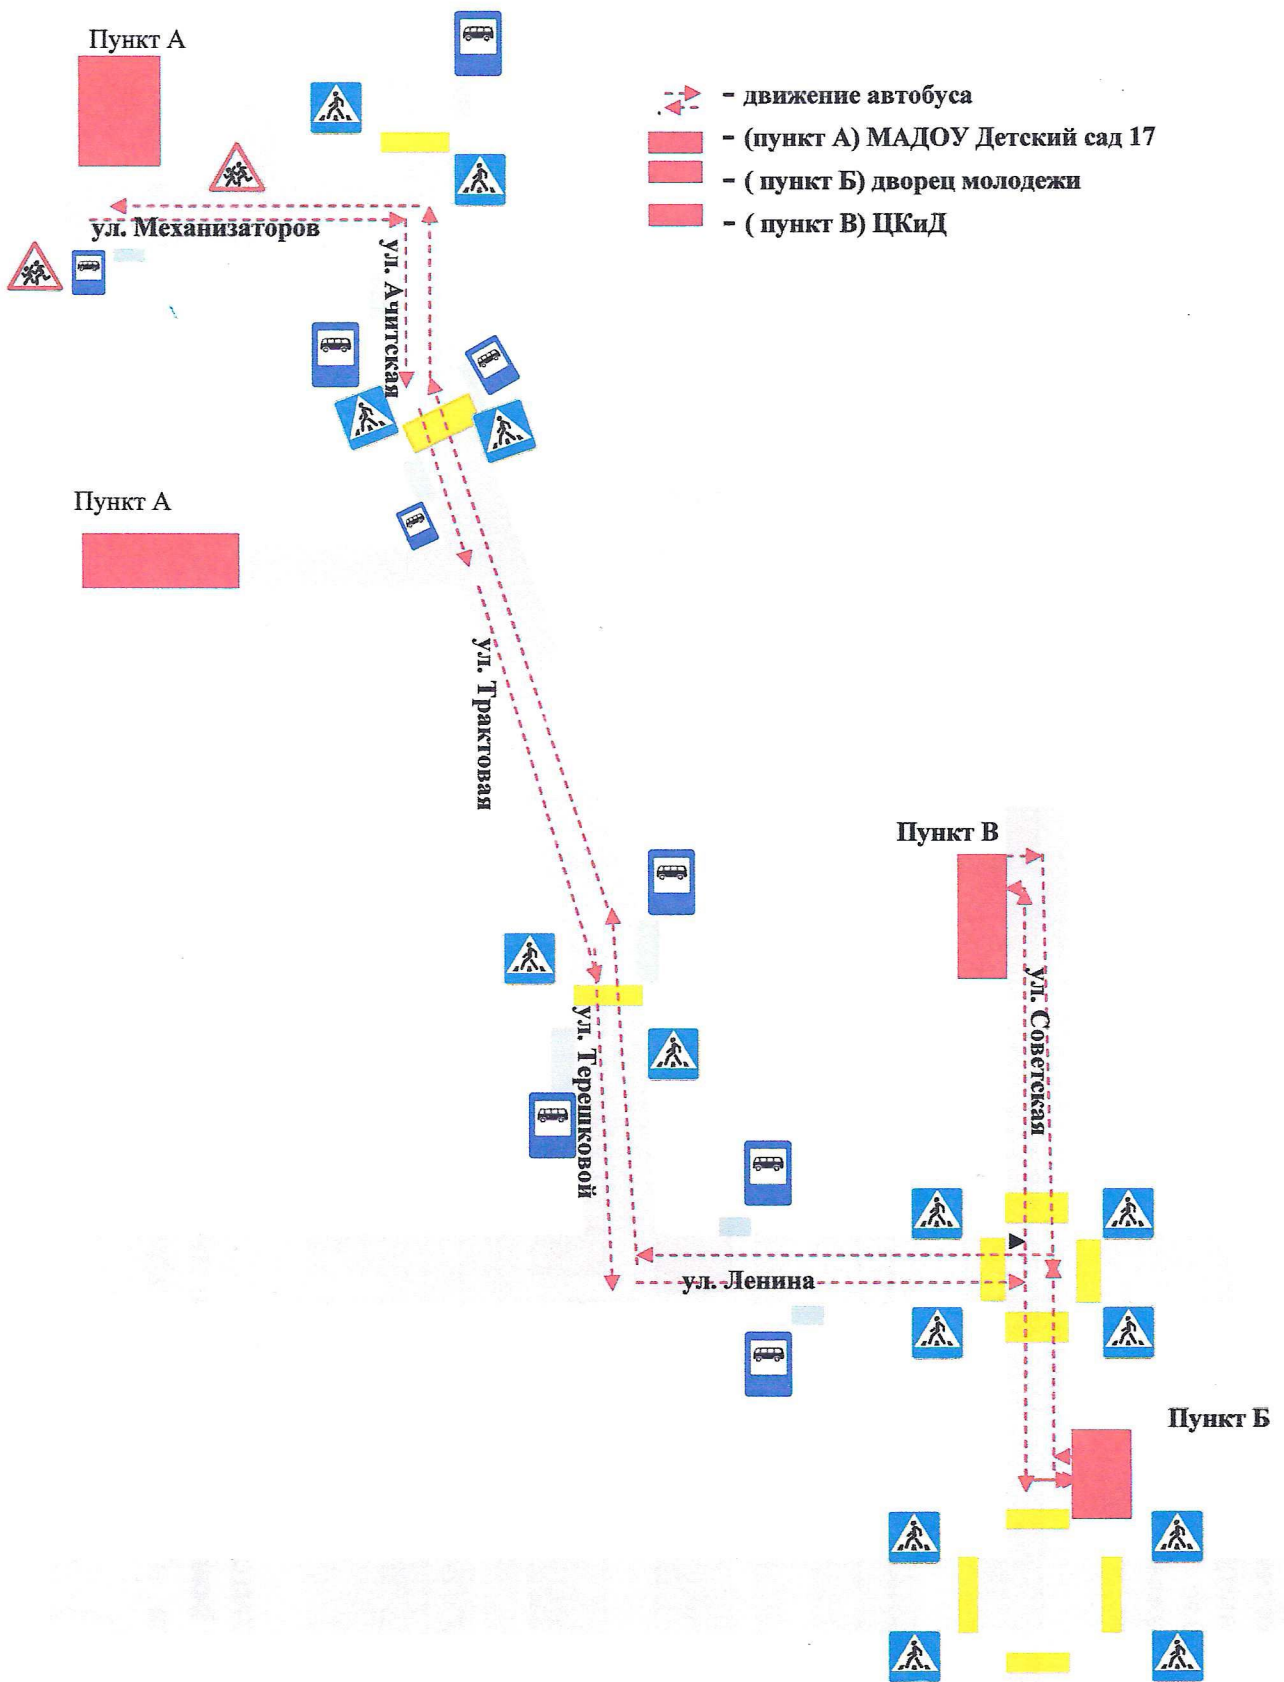 Пункт А
- движение автобуса
- (пункт А) МАДОУ Детский сад 17
- ( пункт Б) дворец молодежи
- ( пункт В) ЦКиД
ул. Механизаторов
ул. Ачитская
Пункт А
ул. Трактовая
Пункт В
ул. Советская
ул. Терешковой
ул. Ленина
Пункт Б